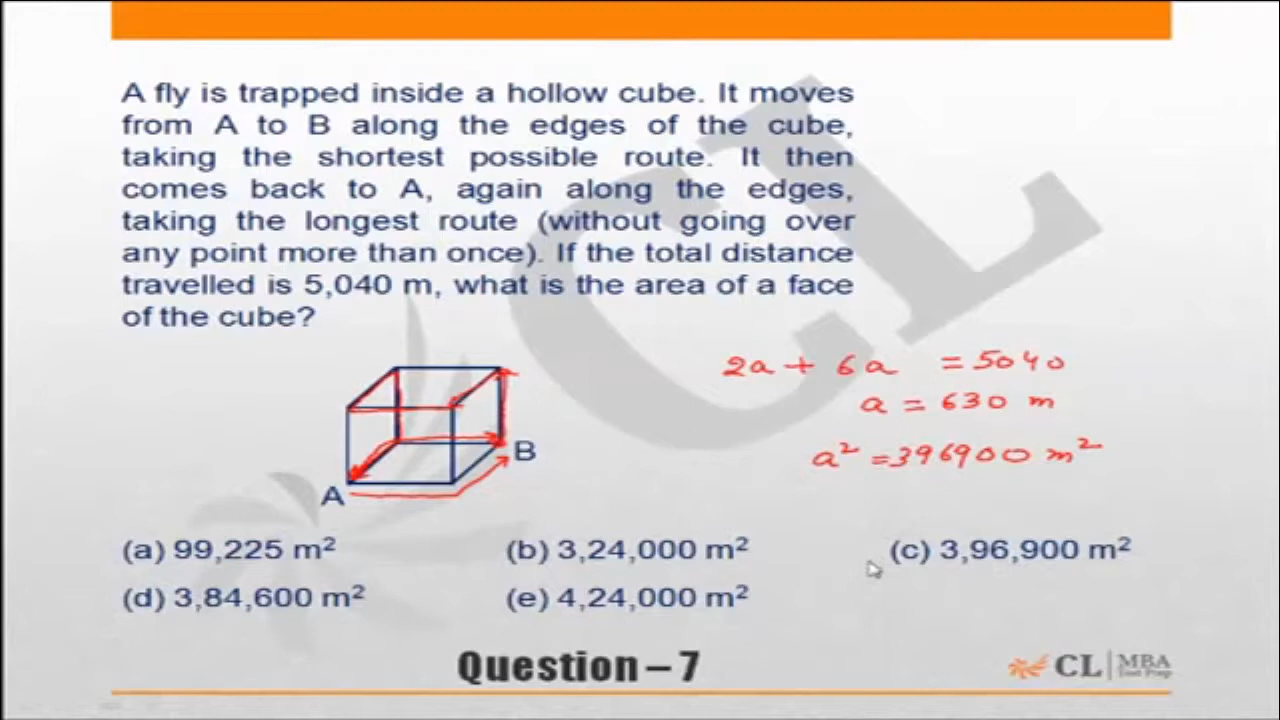 A fly is trapped inside a hollow cube. It moves
from A to B along the edges of the cube,
taking the shortest possible route. It then
comes back to A, again along the edges,
taking the longest route (without going over
any point more than once). If the total distance
travelled is 5,040 m, what is the area of a face
of the cube?
2a + 6a = 5040
a = 630 m
a² = 396900 m²
B
A
(a) 99,225 m² (b) 3,24,000 m² (c) 3,96,900 m²
(d) 3,84,600 m² (e) 4,24,000 m²
Question – 7
CL MBA
Test Prep
CL